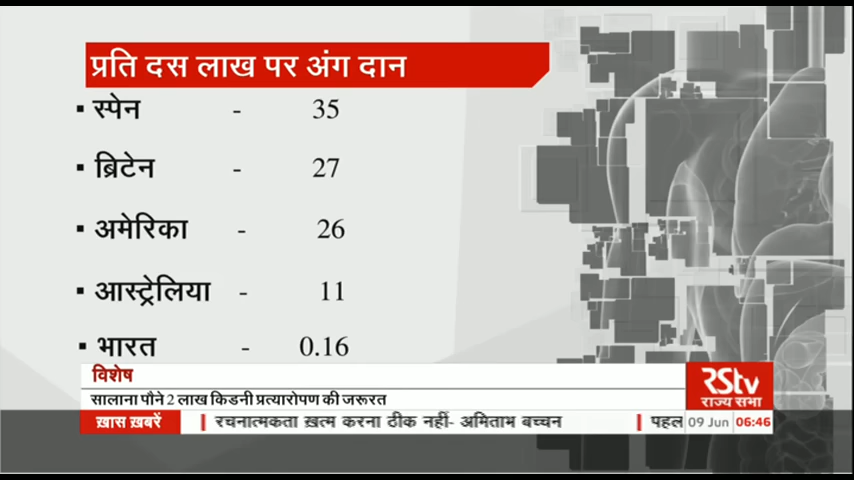 प्रति दस लाख पर अंग दान
▪ स्पेन - 35
▪ ब्रिटेन - 27
▪ अमेरिका - 26
▪ आस्ट्रेलिया - 11
▪ भारत - 0.16
विशेष
सालाना पौने 2 लाख किडनी प्रत्यारोपण की जरूरत
RStv
राज्य सभा
ख़ास ख़बरें रचनात्मकता ख़त्म करना ठीक नहीं- अमिताभ बच्चन पहल 09 Jun 06:46